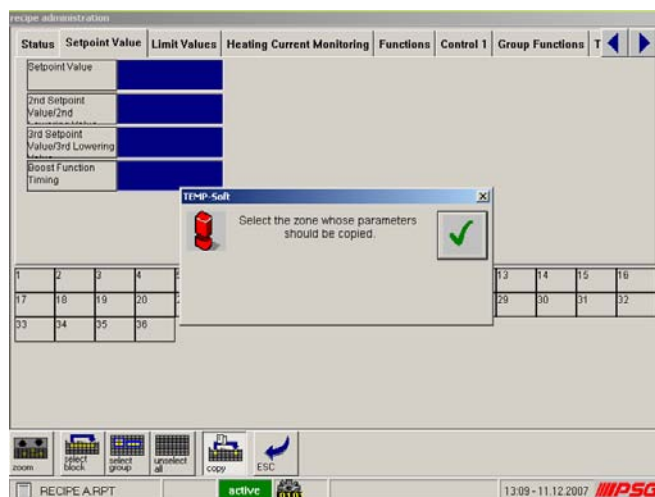 recipe administration
Status Setpoint Value Limit Values Heating Current Monitoring Functions Control 1 Group Functions T
Setpoint Value
2nd Setpoint
Value/2nd
3rd Setpoint
Value/3rd Lowering
Boost Function
Timing
TEMP-Soft
Select the zone whose parameters
should be copied.
1 2 3 4 13 14 15 16
17 18 19 20 29 30 31 32
33 34 35 36
zoom
select
block
select
group
unselect
all
copy
ESC
RECIPE A.RPT active 0101 13:09 - 11.12.2007 PSG